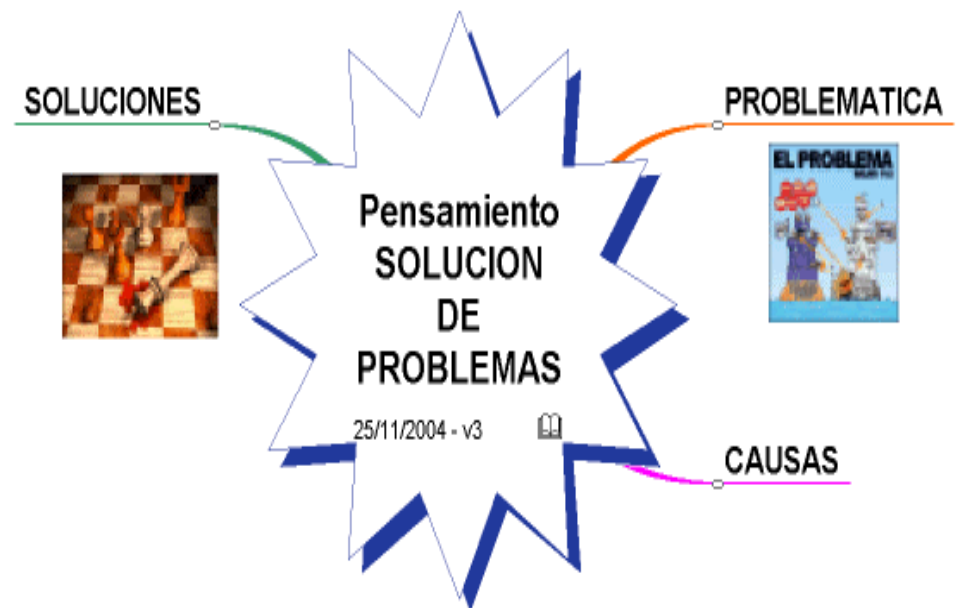 SOLUCIONES
PROBLEMATICA
EL PROBLEMA
Pensamiento
SOLUCION
DE
PROBLEMAS
25/11/2004 - v3
CAUSAS